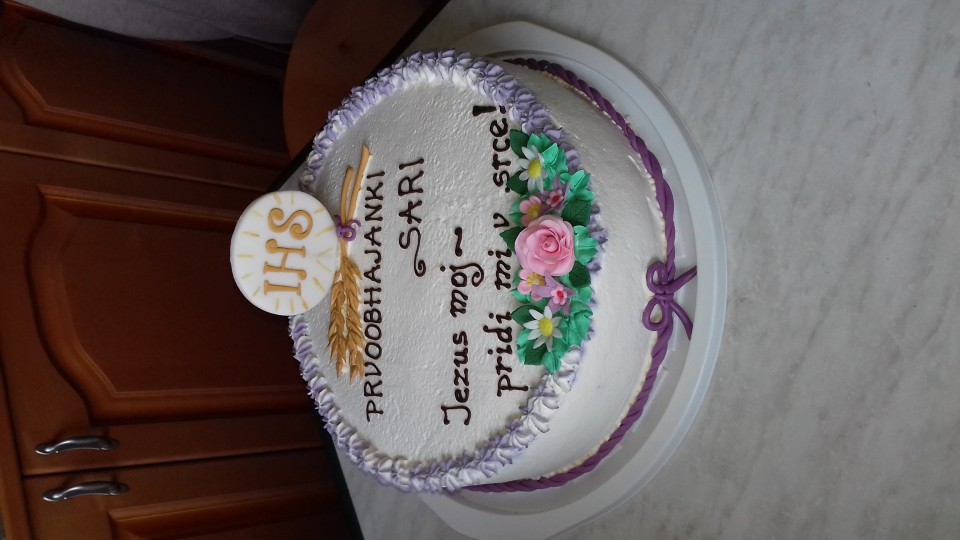 IHS
PRVOOBHAJANKI
SARI
Jezus moj~
pridi mi v srce!